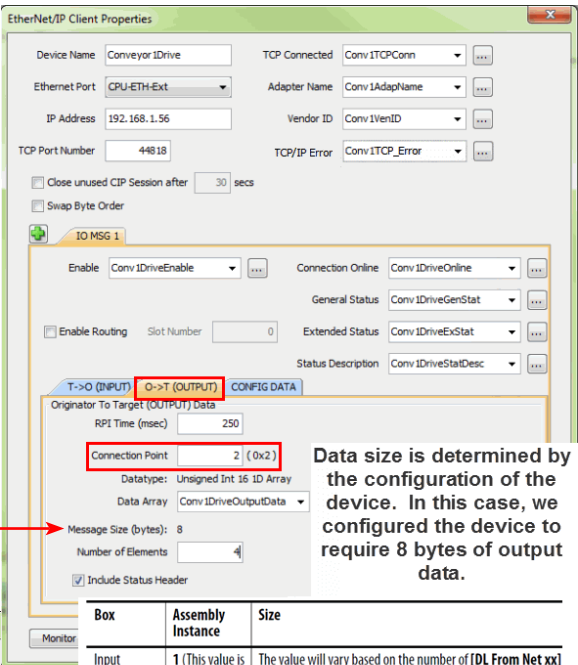 EtherNet/IP Client Properties
Device Name Conveyor1Drive TCP Connected Conv1TCPConn ...
Ethernet Port CPU-ETH-Ext Adapter Name Conv1AdapName ...
IP Address 192.168.1.56 Vendor ID Conv1VenID ...
TCP Port Number 44818 TCP/IP Error Conv1TCP_Error ...
Close unused CIP Session after 30 secs
Swap Byte Order
IO MSG 1
Enable Conv1DriveEnable ... Connection Online Conv1DriveOnline ...
General Status Conv1DriveGenStat ...
Enable Routing Slot Number 0 Extended Status Conv1DriveExStat ...
Status Description Conv1DriveStatDesc ...
T->O (INPUT) O->T (OUTPUT) CONFIG DATA
Originator To Target (OUTPUT) Data
RPI Time (msec) 250
Connection Point 2 (0x2)
Datatype: Unsigned Int 16 1D Array
Data Array Conv1DriveOutputData
Message Size (bytes): 8
Number of Elements 4
Include Status Header
Data size is determined by
the configuration of the
device. In this case, we
configured the device to
require 8 bytes of output
data.
Monitor
Box Assembly Size
Instance
Input 1 (This value is The value will vary based on the number of [DL From Net xx]